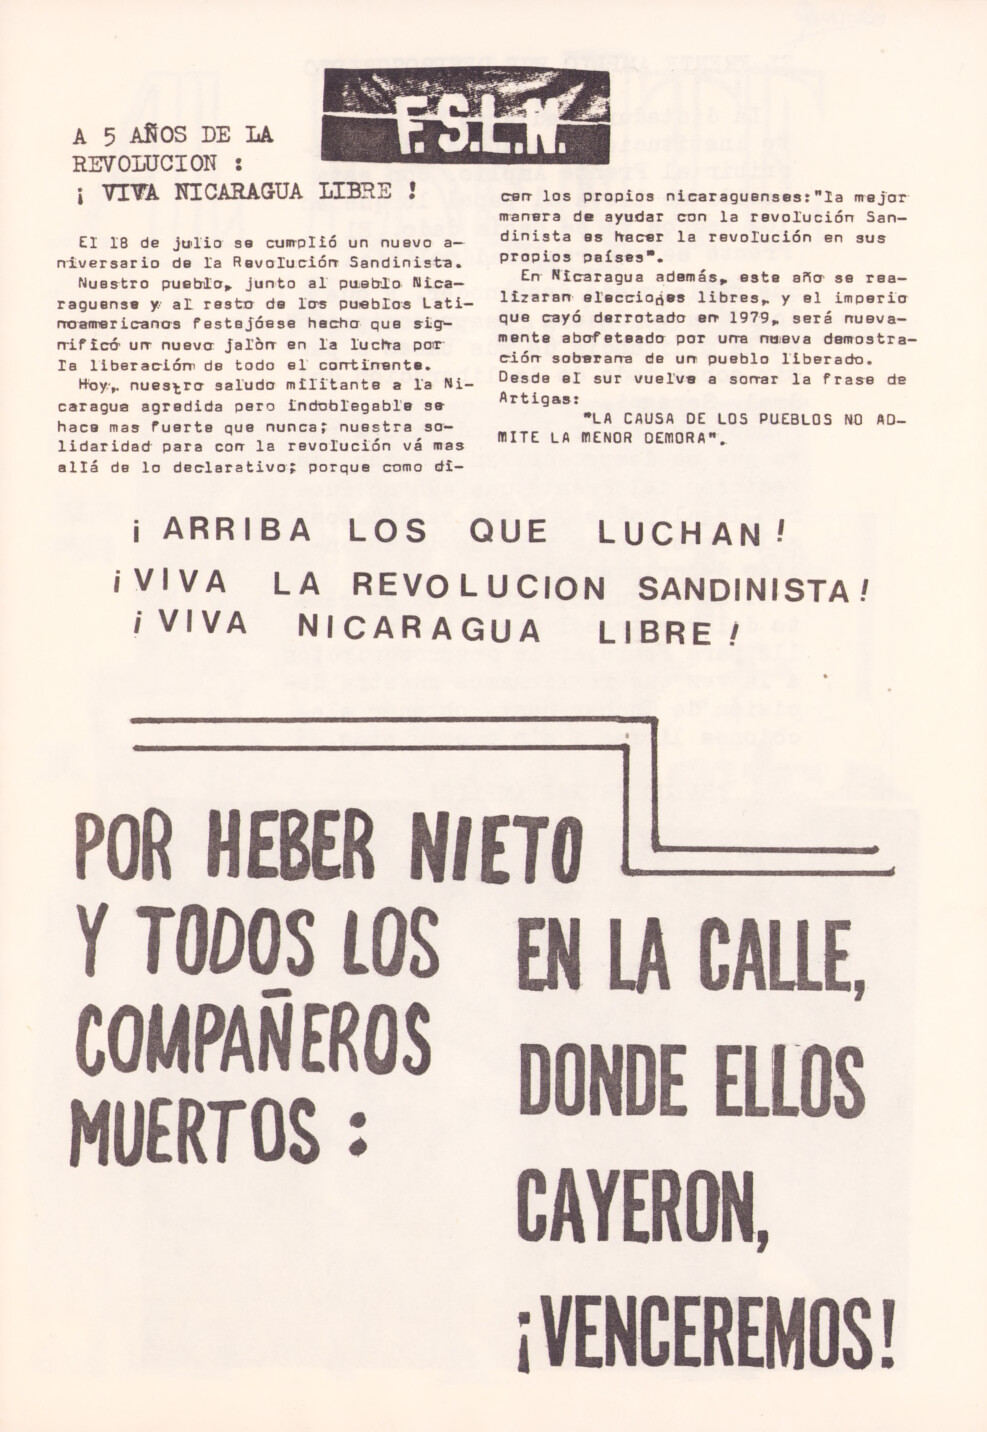 F.S.L.N.
A 5 AÑOS DE LA
REVOLUCION :
¡ VIVA NICARAGUA LIBRE !
El 18 de julio se cumplió un nuevo a-
niversario de la Revolución Sandinista.
Nuestro pueblo, junto al pueblo Nica-
raguense y al resto de los pueblos Lati-
noamericanos festajóese hecho que sig-
nificó un nuevo jalòn en la lucha por
la liberación de todo el continente.
Hoy, nuestro saludo militante a la Ni-
caragua agredida pero indoblegable se
hace mas fuerte que nunca; nuestra so-
lidaridad para con la revolución vá mas
allá de lo declarativo; porque como di-
cen los propios nicaraguenses:"la mejor
manera de ayudar con la revolución San-
dinista es hacer la revolución en sus
propios países".
En Nicaragua además, este año se rea-
lizaran elecciones libres, y el imperio
que cayó derrotado en 1979, será nueva-
mente abofeteado por una nueva demostra-
ción soberana de un pueblo liberado.
Desde el sur vuelve a sonar la frase de
Artigas:
"LA CAUSA DE LOS PUEBLOS NO AD-
MITE LA MENOR DEMORA".
¡ ARRIBA LOS QUE LUCHAN !
¡VIVA LA REVOLUCION SANDINISTA!
¡VIVA NICARAGUA LIBRE!
POR HEBER NIETO
Y TODOS LOS
COMPAÑEROS
MUERTOS :
EN LA CALLE,
DONDE ELLOS
CAYERON,
¡VENCEREMOS!